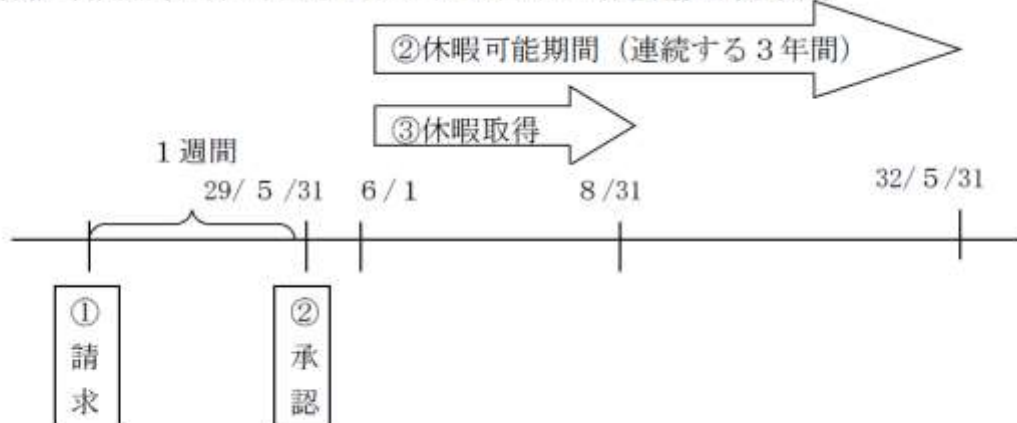 ②休暇可能期間（連続する３年間）
③休暇取得
１週間
29/ 5 /31
6 / 1
8 /31
32/ 5 /31
①請求
②承認